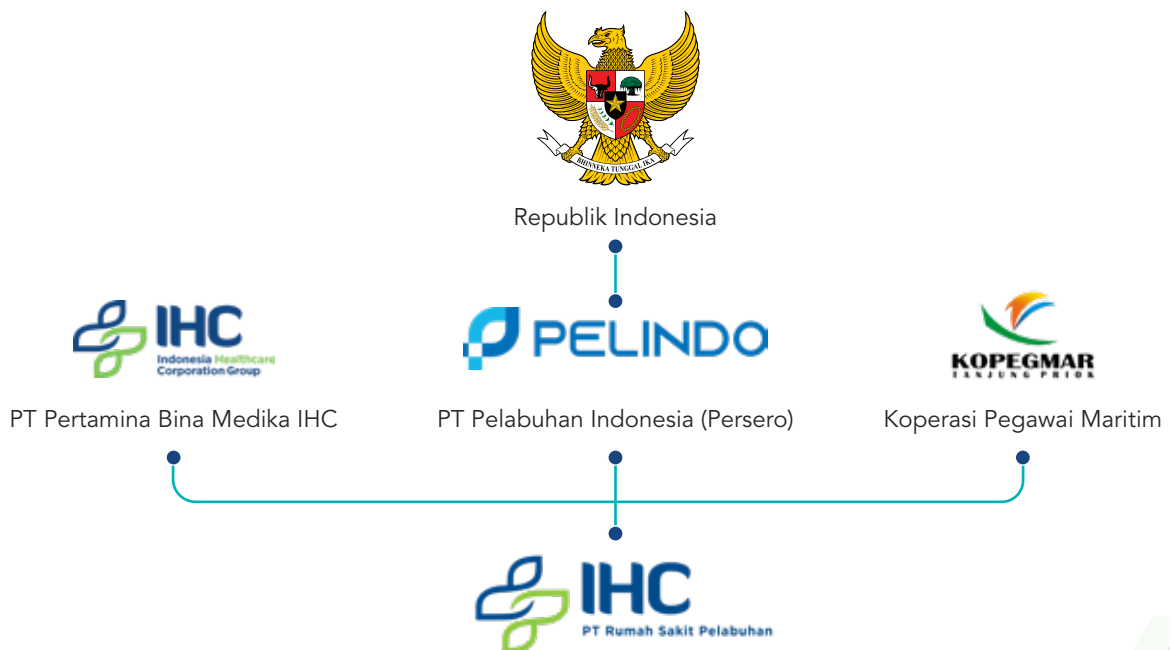 BHINNEKA TUNGGAL IKA
Republik Indonesia
IHC
Indonesia Healthcare
Corporation Group
PELINDO
KOPEGMAR
TANJUNG PRIOK
PT Pertamina Bina Medika IHC
PT Pelabuhan Indonesia (Persero)
Koperasi Pegawai Maritim
IHC
PT Rumah Sakit Pelabuhan